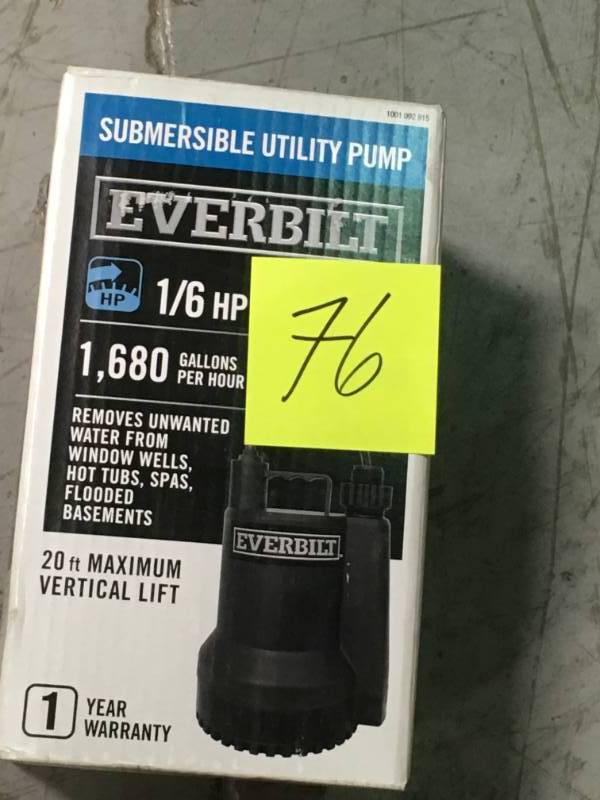 1001 092 815
SUBMERSIBLE UTILITY PUMP
EVERBILT
HP
1/6 HP
76
1,680 GALLONS
PER HOUR
REMOVES UNWANTED
WATER FROM
WINDOW WELLS,
HOT TUBS, SPAS,
FLOODED
BASEMENTS
EVERBILT
20 ft MAXIMUM
VERTICAL LIFT
1 YEAR
WARRANTY